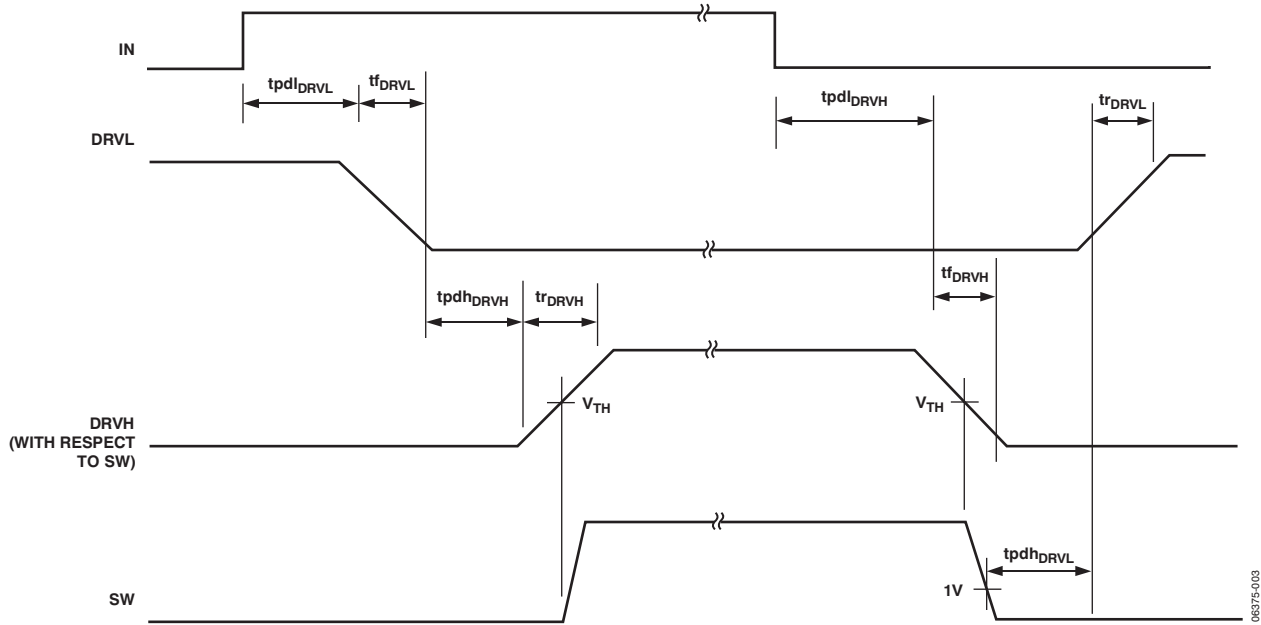 IN
tpdlDRVL
tfDRVL
tpdlDRVH
trDRVL
DRVL
tfDRVH
tpdhDRVH
trDRVH
VTH
VTH
DRVH
(WITH RESPECT
TO SW)
tpdhDRVL
1V
SW
06375-003